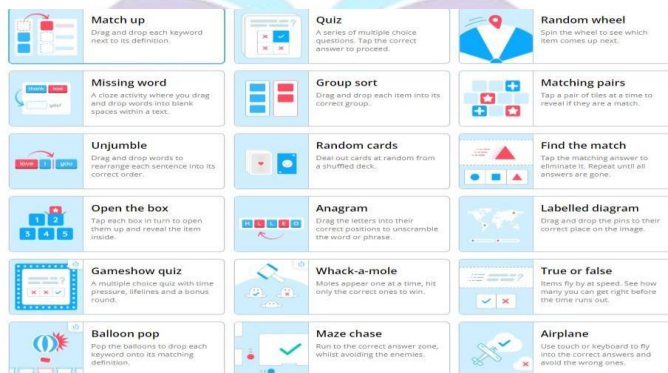 Match up
Drag and drop each keyword
next to its definition.
Quiz
A series of multiple choice
questions. Tap the correct
answer to proceed.
Random wheel
Spin the wheel to see which
item comes up next.
Missing word
A cloze activity where you drag
and drop words into blank
spaces within a text.
Group sort
Drag and drop each item into its
correct group.
Matching pairs
Tap a pair of tiles at a time to
reveal if they are a match.
love
I
you
Unjumble
Drag and drop words to
rearrange each sentence into its
correct order.
Random cards
Deal out cards at random from
a shuffled deck.
Find the match
Tap the matching answer to
eliminate it. Repeat until all
answers are gone.
1 2
3 4 5
Open the box
Tap each box in turn to open
them up and reveal the item
inside.
H L L E O
Anagram
Drag the letters into their
correct positions to unscramble
the word or phrase.
Labelled diagram
Drag and drop the pins to their
correct place on the image.
Gameshow quiz
A multiple choice quiz with time
pressure, lifelines and a bonus
round.
Whack-a-mole
Moles appear one at a time, hit
only the correct ones to win.
True or false
Items fly by at speed. See how
many you can get right before
the time runs out.
Balloon pop
Pop the balloons to drop each
keyword onto its matching
definition.
Maze chase
Run to the correct answer zone,
whilst avoiding the enemies.
Airplane
Use touch or keyboard to fly
into the correct answers and
avoid the wrong ones.